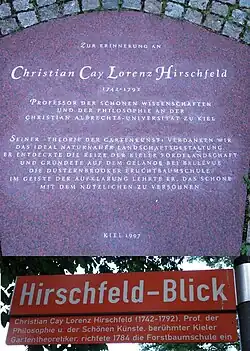 ZUR ERINNERUNG AN
Christian Cay Lorenz Hirschfeld
1742-1792
PROFESSOR DER SCHÖNEN WISSENSCHAFTEN
UND DER PHILOSOPHIE AN DER
CHRISTIAN ALBRECHTS-UNIVERSITÄT ZU KIEL
SEINER "THEORIE DER GARTENKUNST" VERDANKEN WIR
DAS IDEAL NATURNAHER LANDSCHAFTSGESTALTUNG.
ER ENTDECKTE DIE REIZE DER KIELER FÖRDELANDSCHAFT
UND GRÜNDETE AUF DEM GELÄNDE BEI BELLEVUE
DIE DÜSTERNBROOKER FRUCHTBAUMSCHULE.
IM GEISTE DER AUFKLÄRUNG LEHRTE ER, DAS SCHÖNE
MIT DEM NÜTZLICHEN ZU VERSÖHNEN.
KIEL 1997
Hirschfeld-Blick
Christian Cay Lorenz Hirschfeld (1742-1792), Prof. der
Philosophie u. der Schönen Künste, berühmter Kieler
Gartentheoretiker, richtete 1784 die Forstbaumschule ein